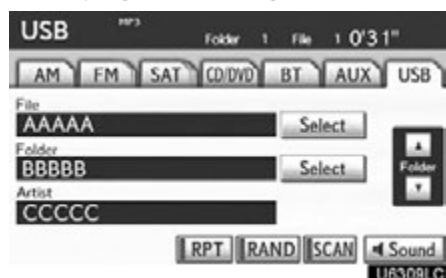 USB MP3 Folder 1 File 1 0'31"
AM FM SAT CD/DVD BT AUX USB
File
AAAAA Select
Folder
BBBBB Select
Folder
Artist
CCCCC
RPT RAND SCAN Sound
U6309LC